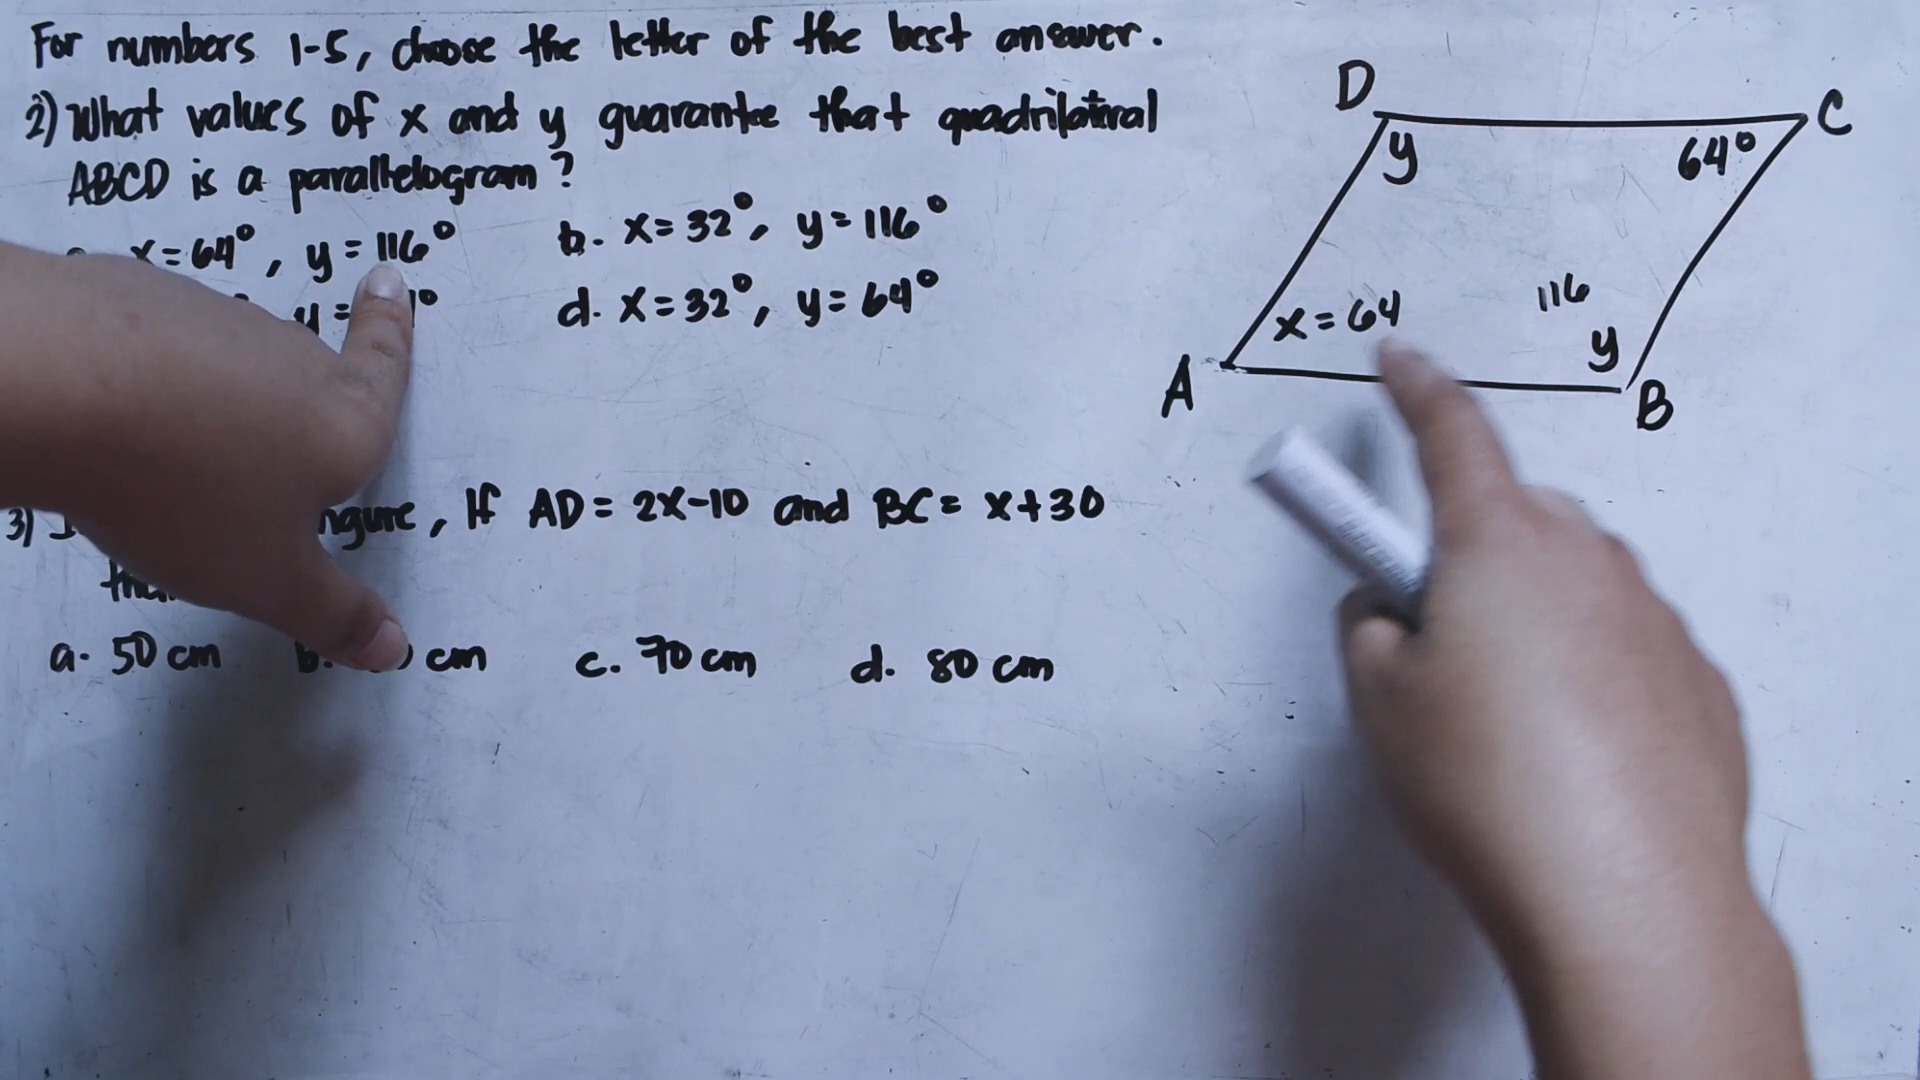 For numbers 1-5, choose the letter of the best answer.
2) What values of x and y guarantee that quadrilateral
ABCD is a parallelogram?
x=64°, y=116°
b. x=32°, y=116°
y=
d. x=32°, y=64°
D
C
y
64°
x=64
116
y
A
B
3)
, If AD= 2x-10 and BC= x+30
a. 50 cm
cm
c. 70 cm
d. 80 cm